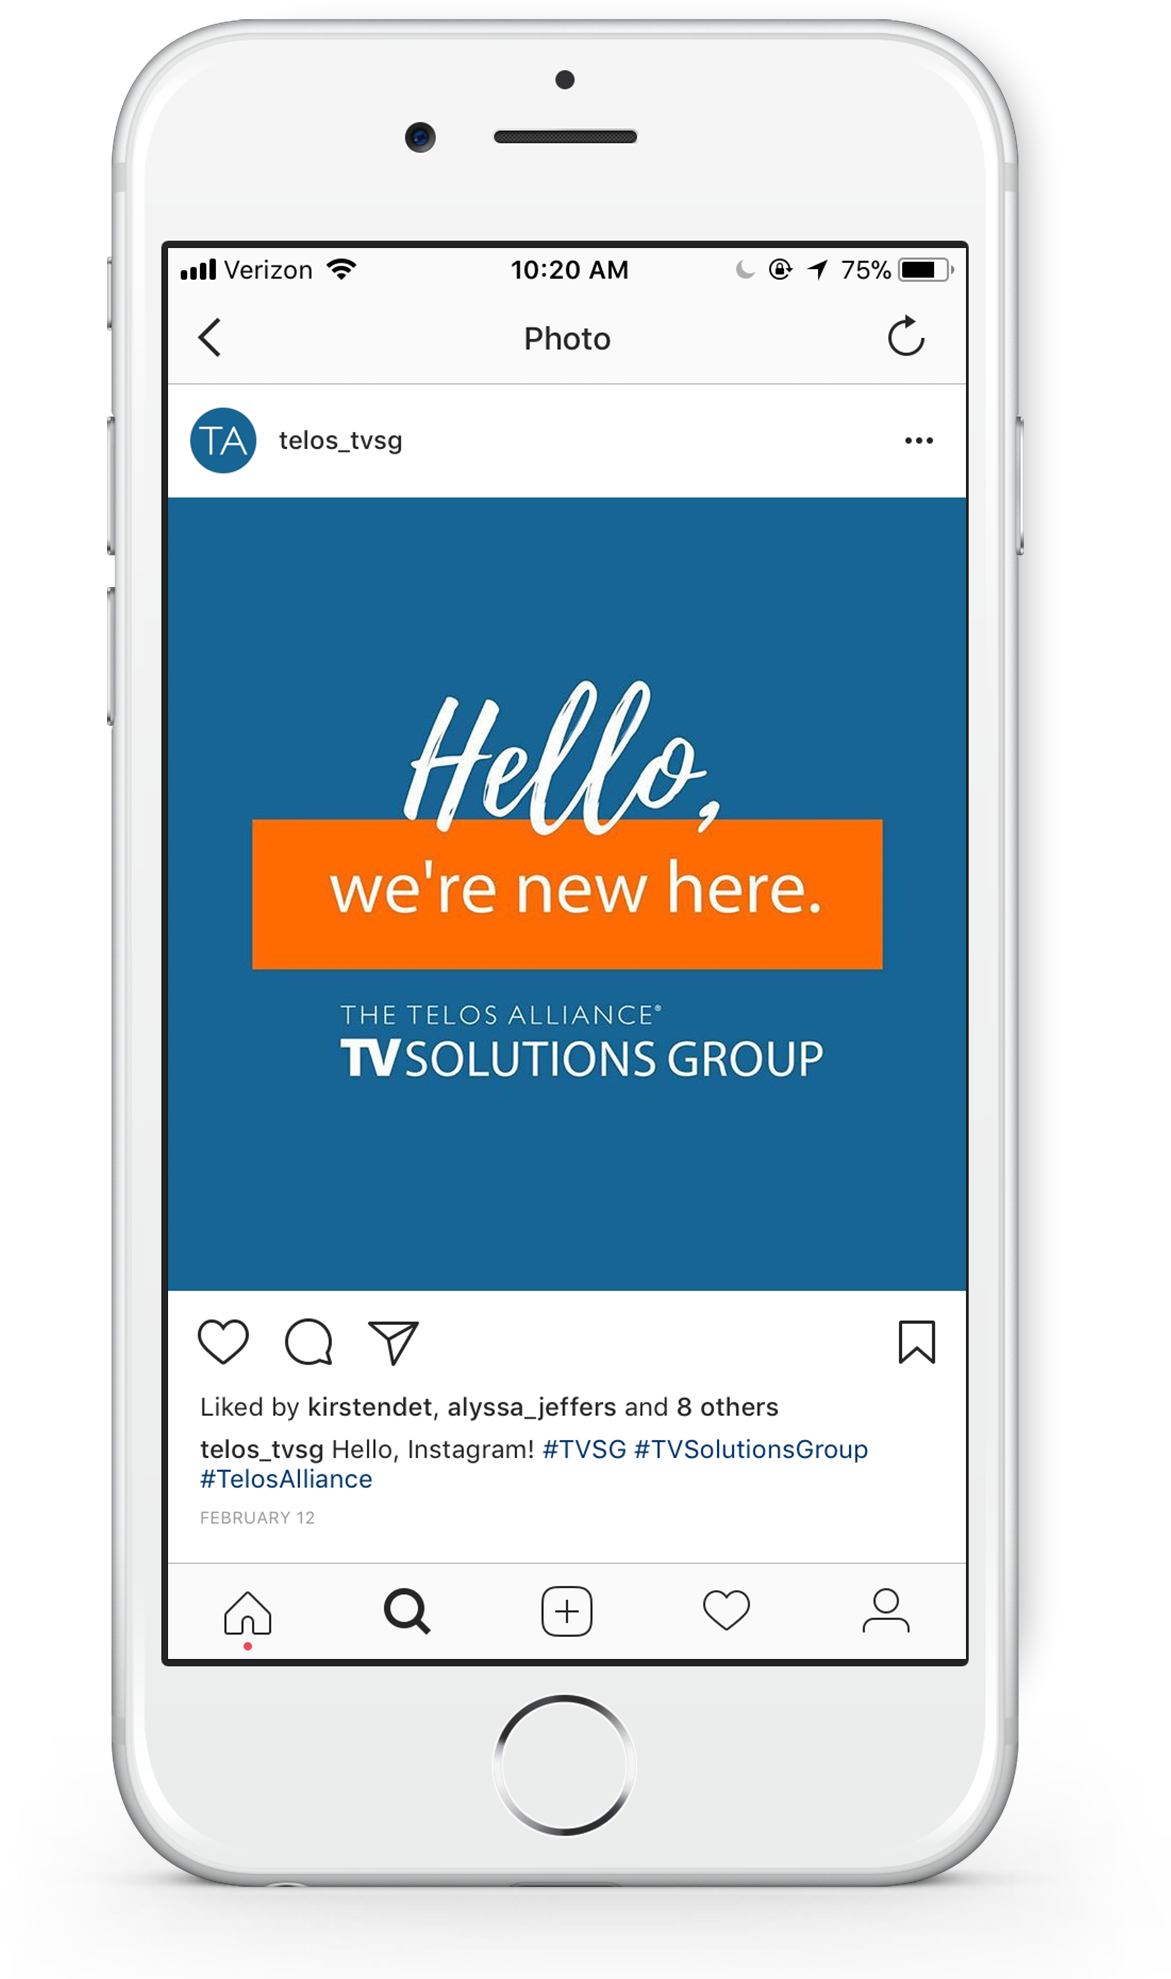 Verizon 10:20 AM 75%
Photo
TA telos_tvsg
Hello,
we're new here.
THE TELOS ALLIANCE®
TVSOLUTIONS GROUP
Liked by kirstendet, alyssa_jeffers and 8 others
telos_tvsg Hello, Instagram! #TVSG #TVSolutionsGroup
#TelosAlliance
FEBRUARY 12